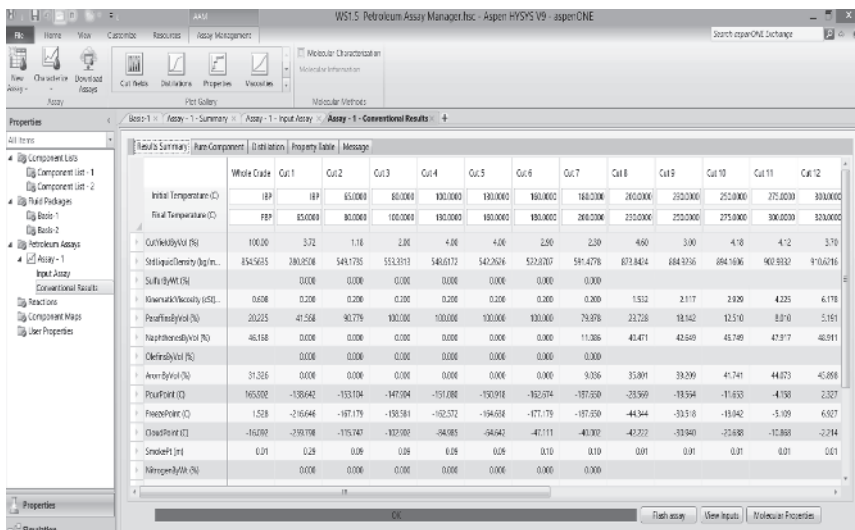 WS1.5 Petroleum Assay Manager.hsc - Aspen HYSYS V9 - aspenONE
File Home View Customize Resources Assay Management
Search aspenONE Exchange
New Assay Characterize Download Assays
Cut Yields Distillations Properties Viscosities
Molecular Characterization
Molecular Information
Assay Plot Gallery Molecular Methods
Properties
All Items
Component Lists
Component List - 1
Component List - 2
Fluid Packages
Basis-1
Basis-2
Petroleum Assays
Assay - 1
Input Assay
Conventional Results
Reactions
Component Maps
User Properties
Properties
Basis-1 Assay - 1 - Summary Assay - 1 - Input Assay Assay - 1 - Conventional Results +
Results Summary Pure Component Distillation Property Table Message
Whole Crude Cut 1 Cut 2 Cut 3 Cut 4 Cut 5 Cut 6 Cut 7 Cut 8 Cut 9 Cut 10 Cut 11 Cut 12
Initial Temperature (C) IBP IBP 65.0000 80.0000 100.0000 130.0000 160.0000 180.0000 200.0000 230.0000 250.0000 275.0000 300.0000
Final Temperature (C) FBP 65.0000 80.0000 100.0000 130.0000 160.0000 180.0000 200.0000 230.0000 250.0000 275.0000 300.0000 320.0000
CutYieldByVol (%) 100.00 3.72 1.18 2.00 4.00 4.00 2.90 2.30 4.60 3.00 4.18 4.12 3.70
StdLiquidDensity (kg/m... 854.5635 549.1735 553.3313 542.2626 591.4778 873.8424 884.9236 894.1606 902.9332 910.6216
SulfurByWt (%) 0.000 0.000 0.000 0.000 0.000 0.000 0.000
KinematicViscosity (cSt)... 0.608 0.200 0.200 0.200 0.200 0.200 0.200 0.200 1.532 2.117 2.929 4.225 6.178
ParaffinsByVol (%) 20.225 41.568 90.779 100.000 100.000 100.000 100.000 79.878 23.728 18.142 12.510 8.010 5.191
NaphthenesByVol (%) 46.168 0.000 0.000 0.000 0.000 0.000 0.000 11.086 40.471 42.649 45.749 47.917 48.911
OlefinsByVol (%) 0.000 0.000 0.000 0.000 0.000 0.000 0.000
AromByVol (%) 31.326 0.000 0.000 0.000 0.000 0.000 0.000 9.036 35.801 39.209 41.741 44.073 45.898
PourPoint (C) 165.902 -138.642 -153.104 -147.904 -151.080 -150.918 -162.674 -187.650 -28.569 -11.653 -4.158 2.327
FreezePoint (C) 1.528 -216.646 -167.179 -158.581 -162.572 -164.638 -177.179 -187.650 -44.344 -30.518 -18.042 -5.109 6.927
CloudPoint (C) -16.092 -115.747 -102.902 -84.985 -64.642 -47.111 -40.002 -42.222 -30.940 -20.688 -10.868 -2.214
SmokePt (m) 0.01 0.29 0.09 0.09 0.09 0.09 0.10 0.10 0.01 0.01 0.01 0.01 0.01
NitrogenByWt (%) 0.000 0.000 0.000 0.000 0.000 0.000 0.000
OK
Flash assay View Inputs Molecular Properties